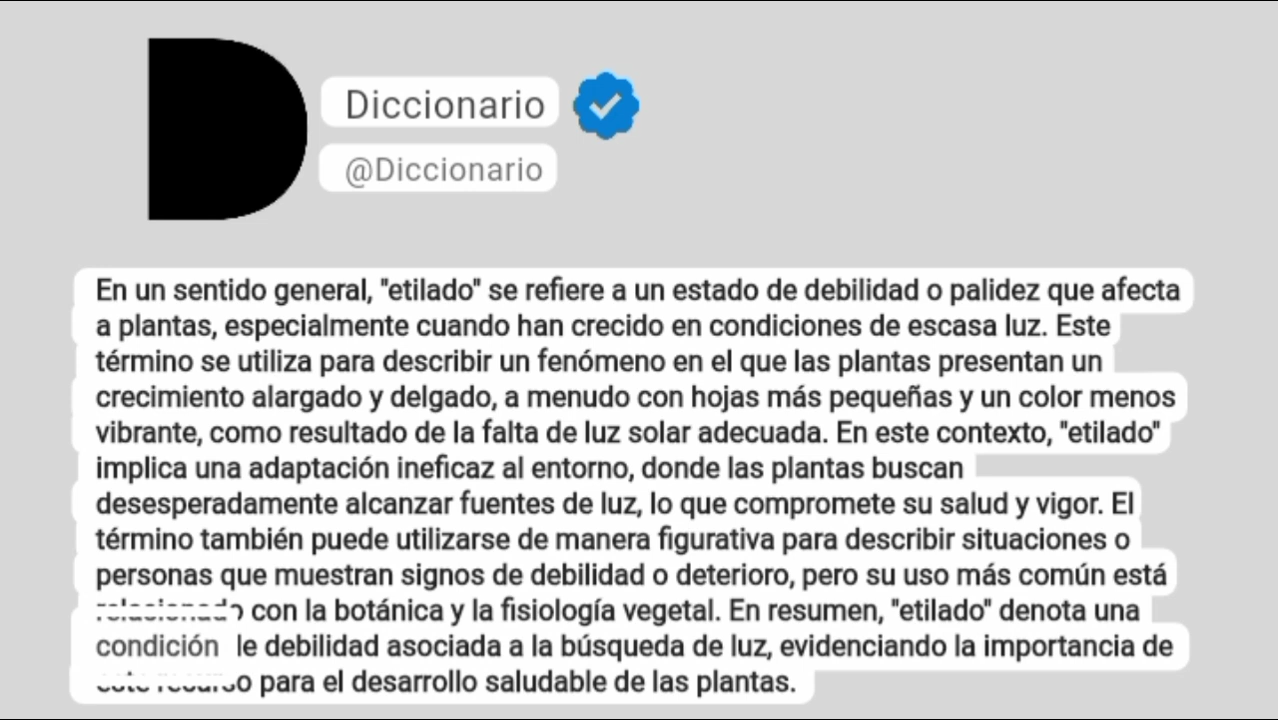 Diccionario
@Diccionario
En un sentido general, "etilado" se refiere a un estado de debilidad o palidez que afecta
a plantas, especialmente cuando han crecido en condiciones de escasa luz. Este
término se utiliza para describir un fenómeno en el que las plantas presentan un
crecimiento alargado y delgado, a menudo con hojas más pequeñas y un color menos
vibrante, como resultado de la falta de luz solar adecuada. En este contexto, "etilado"
implica una adaptación ineficaz al entorno, donde las plantas buscan
desesperadamente alcanzar fuentes de luz, lo que compromete su salud y vigor. El
término también puede utilizarse de manera figurativa para describir situaciones o
personas que muestran signos de debilidad o deterioro, pero su uso más común está
relacionado con la botánica y la fisiología vegetal. En resumen, "etilado" denota una
condición le debilidad asociada a la búsqueda de luz, evidenciando la importancia de
este recurso para el desarrollo saludable de las plantas.